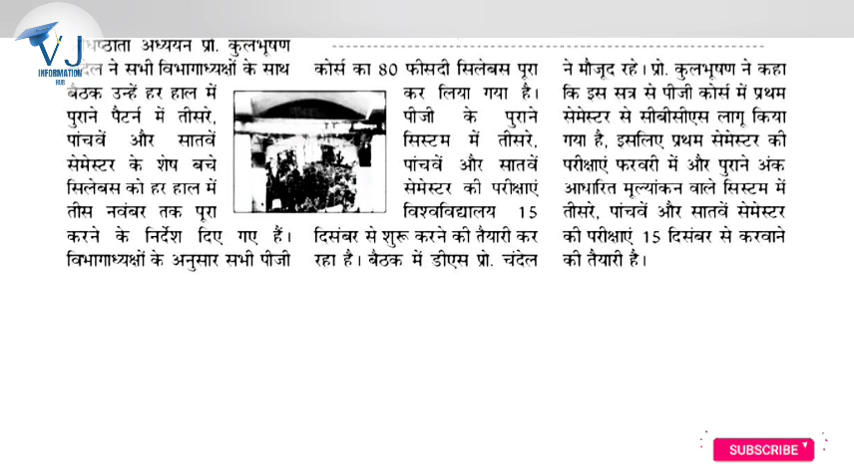 VJ
INFORMATION
HUB
अध्ययन प्रो. कुलभूषण
ने सभी विभागाध्यक्षों के साथ
बैठक उन्हें हर हाल में
पुराने पैटर्न में तीसरे,
पांचवें और सातवें
सेमेस्टर के शेष बचे
सिलेबस को हर हाल में
तीस नवंबर तक पूरा
करने के निर्देश दिए गए हैं।
विभागाध्यक्षों के अनुसार सभी पीजी
कोर्स का 80 फीसदी सिलेबस पूरा
कर लिया गया है।
पीजी के पुराने
सिस्टम में तीसरे,
पांचवें और सातवें
सेमेस्टर की परीक्षाएं
विश्वविद्यालय 15
दिसंबर से शुरू करने की तैयारी कर
रहा है। बैठक में डीएस प्रो. चंदेल
ने मौजूद रहे। प्रो. कुलभूषण ने कहा
कि इस सत्र से पीजी कोर्स में प्रथम
सेमेस्टर से सीबीसीएस लागू किया
गया है, इसलिए प्रथम सेमेस्टर की
परीक्षाएं फरवरी में और पुराने अंक
आधारित मूल्यांकन वाले सिस्टम में
तीसरे, पांचवें और सातवें सेमेस्टर
की परीक्षाएं 15 दिसंबर से करवाने
की तैयारी है।
SUBSCRIBE